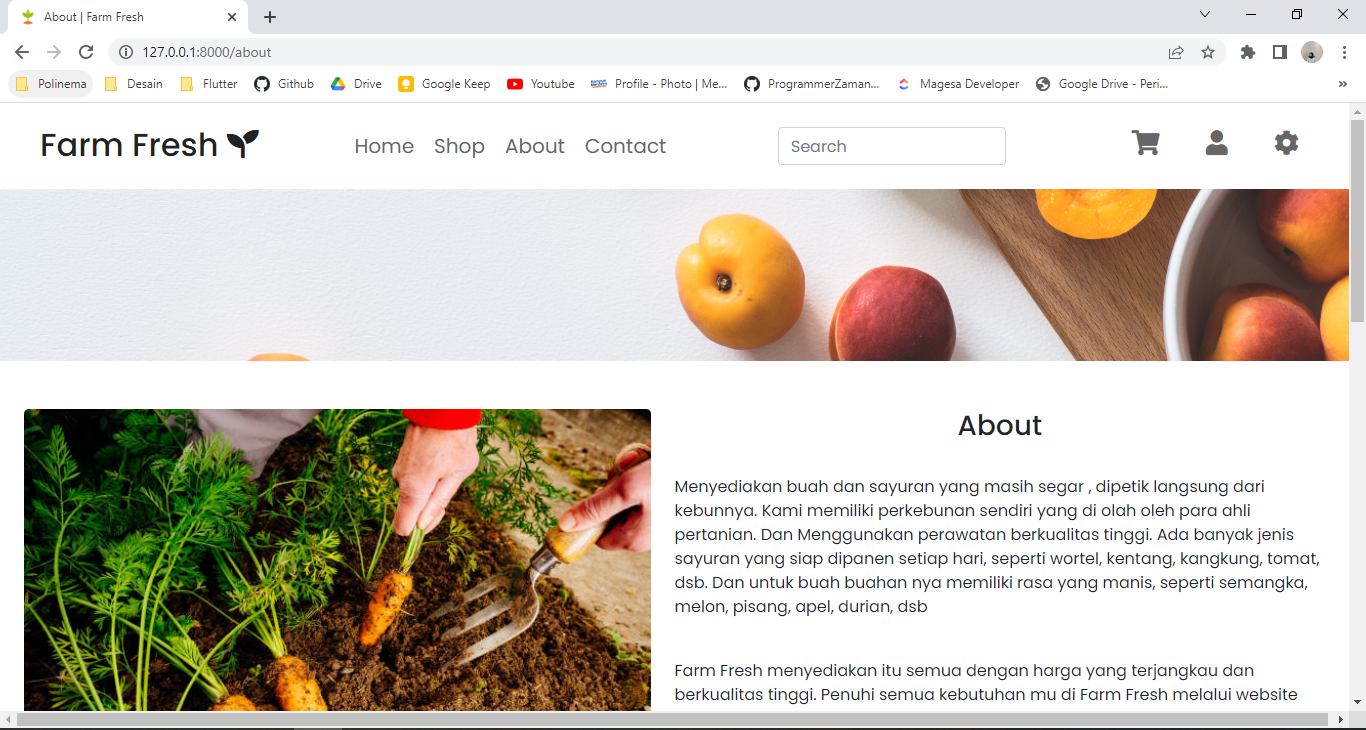 About | Farm Fresh
127.0.0.1:8000/about
Polinema Desain Flutter Github Drive Google Keep Youtube Profile - Photo | Me... ProgrammerZaman... Magesa Developer Google Drive - Peri... »
Farm Fresh Home Shop About Contact Search
About
Menyediakan buah dan sayuran yang masih segar , dipetik langsung dari
kebunnya. Kami memiliki perkebunan sendiri yang di olah oleh para ahli
pertanian. Dan Menggunakan perawatan berkualitas tinggi. Ada banyak jenis
sayuran yang siap dipanen setiap hari, seperti wortel, kentang, kangkung, tomat,
dsb. Dan untuk buah buahan nya memiliki rasa yang manis, seperti semangka,
melon, pisang, apel, durian, dsb
Farm Fresh menyediakan itu semua dengan harga yang terjangkau dan
berkualitas tinggi. Penuhi semua kebutuhan mu di Farm Fresh melalui website